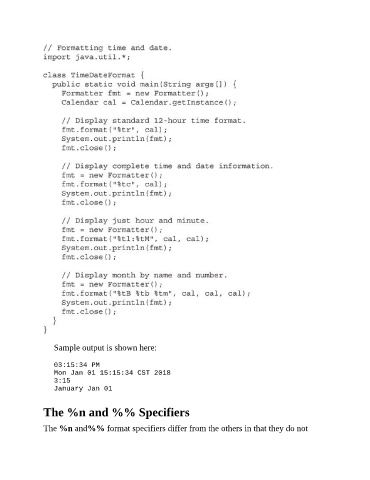 // Formatting time and date.
import java.util.*;

class TimeDateFormat {
  public static void main(String args[]) {
    Formatter fmt = new Formatter();
    Calendar cal = Calendar.getInstance();

    // Display standard 12-hour time format.
    fmt.format("%tr", cal);
    System.out.println(fmt);
    fmt.close();

    // Display complete time and date information.
    fmt = new Formatter();
    fmt.format("%tc", cal);
    System.out.println(fmt);
    fmt.close();

    // Display just hour and minute.
    fmt = new Formatter();
    fmt.format("%tl:%tM", cal, cal);
    System.out.println(fmt);
    fmt.close();

    // Display month by name and number.
    fmt = new Formatter();
    fmt.format("%tB %tb %tm", cal, cal, cal);
    System.out.println(fmt);
    fmt.close();
  }
}
Sample output is shown here:
03:15:34 PM
Mon Jan 01 15:15:34 CST 2018
3:15
January Jan 01
The %n and %% Specifiers
The %n and%% format specifiers differ from the others in that they do not